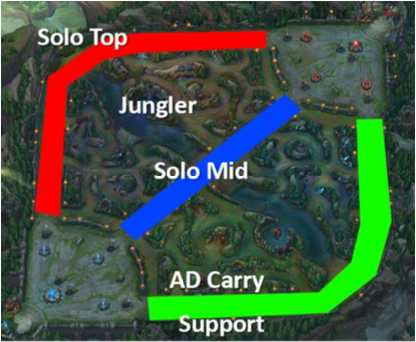 Solo Top
Jungler
Solo Mid
AD Carry
Support